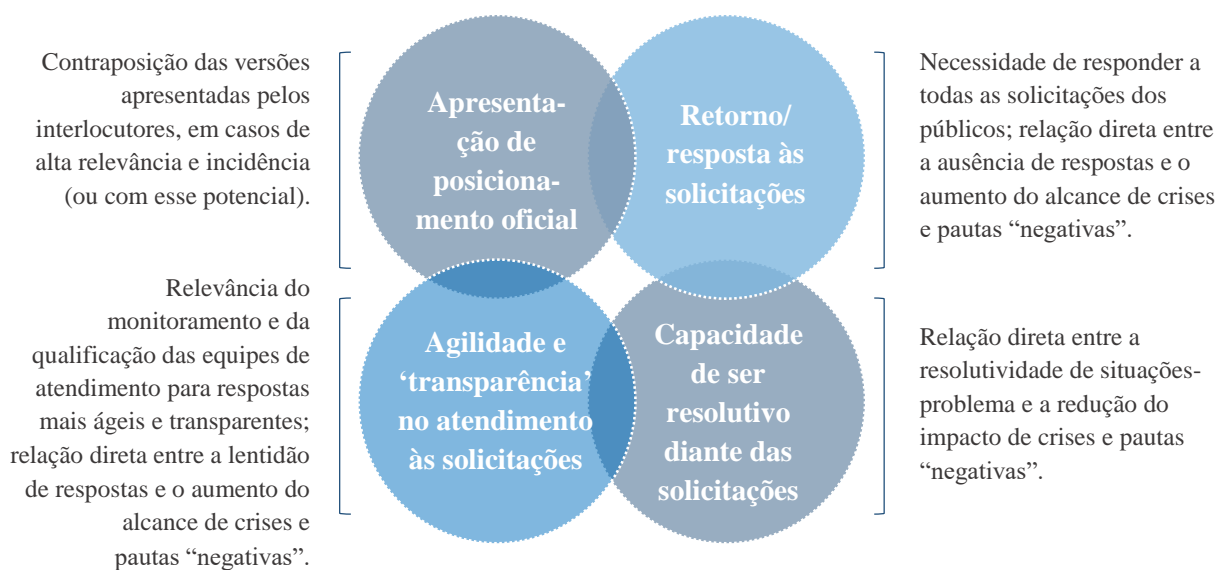 Contraposição das versões
apresentadas pelos
interlocutores, em casos de
alta relevância e incidência
(ou com esse potencial).
Apresenta-
ção de
posiciona-
mento oficial
Retorno/
resposta às
solicitações
Necessidade de responder a
todas as solicitações dos
públicos; relação direta entre
a ausência de respostas e o
aumento do alcance de crises
e pautas “negativas”.
Relevância do
monitoramento e da
qualificação das equipes de
atendimento para respostas
mais ágeis e transparentes;
relação direta entre a lentidão
de respostas e o aumento do
alcance de crises e
pautas “negativas”.
Agilidade e
‘transparência’
no atendimento
às solicitações
Capacidade
de ser
resolutivo
diante das
solicitações
Relação direta entre a
resolutividade de situações-
problema e a redução do
impacto de crises e pautas
“negativas”.